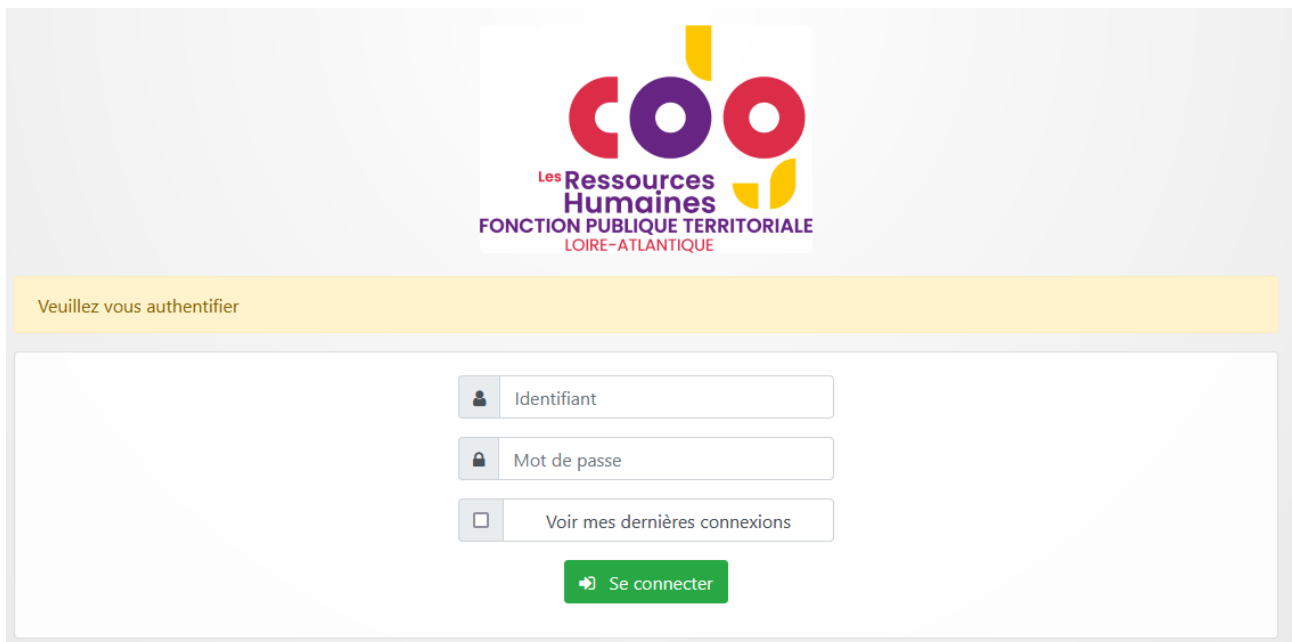 cdg
Les Ressources
Humaines
FONCTION PUBLIQUE TERRITORIALE
LOIRE-ATLANTIQUE
Veuillez vous authentifier
Identifiant
Mot de passe
Voir mes dernières connexions
Se connecter